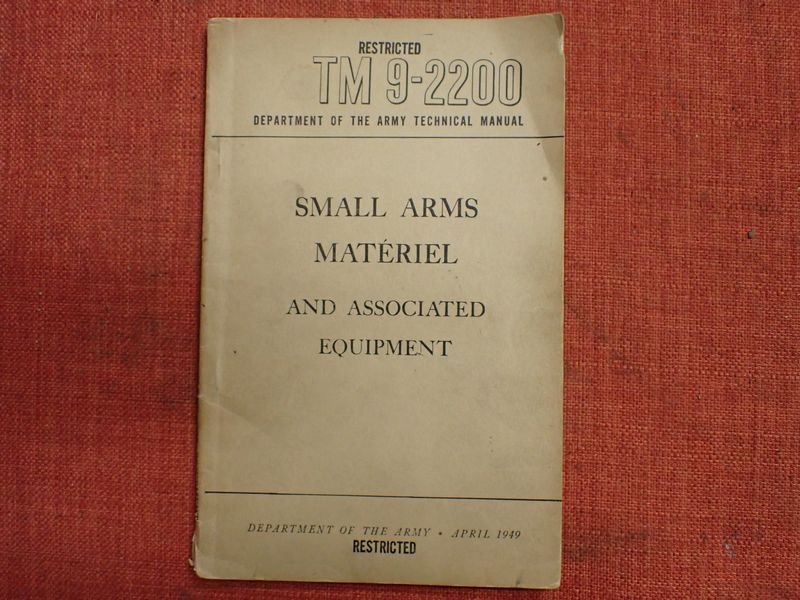 RESTRICTED
TM 9-2200
DEPARTMENT OF THE ARMY TECHNICAL MANUAL
SMALL ARMS
MATÉRIEL
AND ASSOCIATED
EQUIPMENT
DEPARTMENT OF THE ARMY • APRIL 1949
RESTRICTED